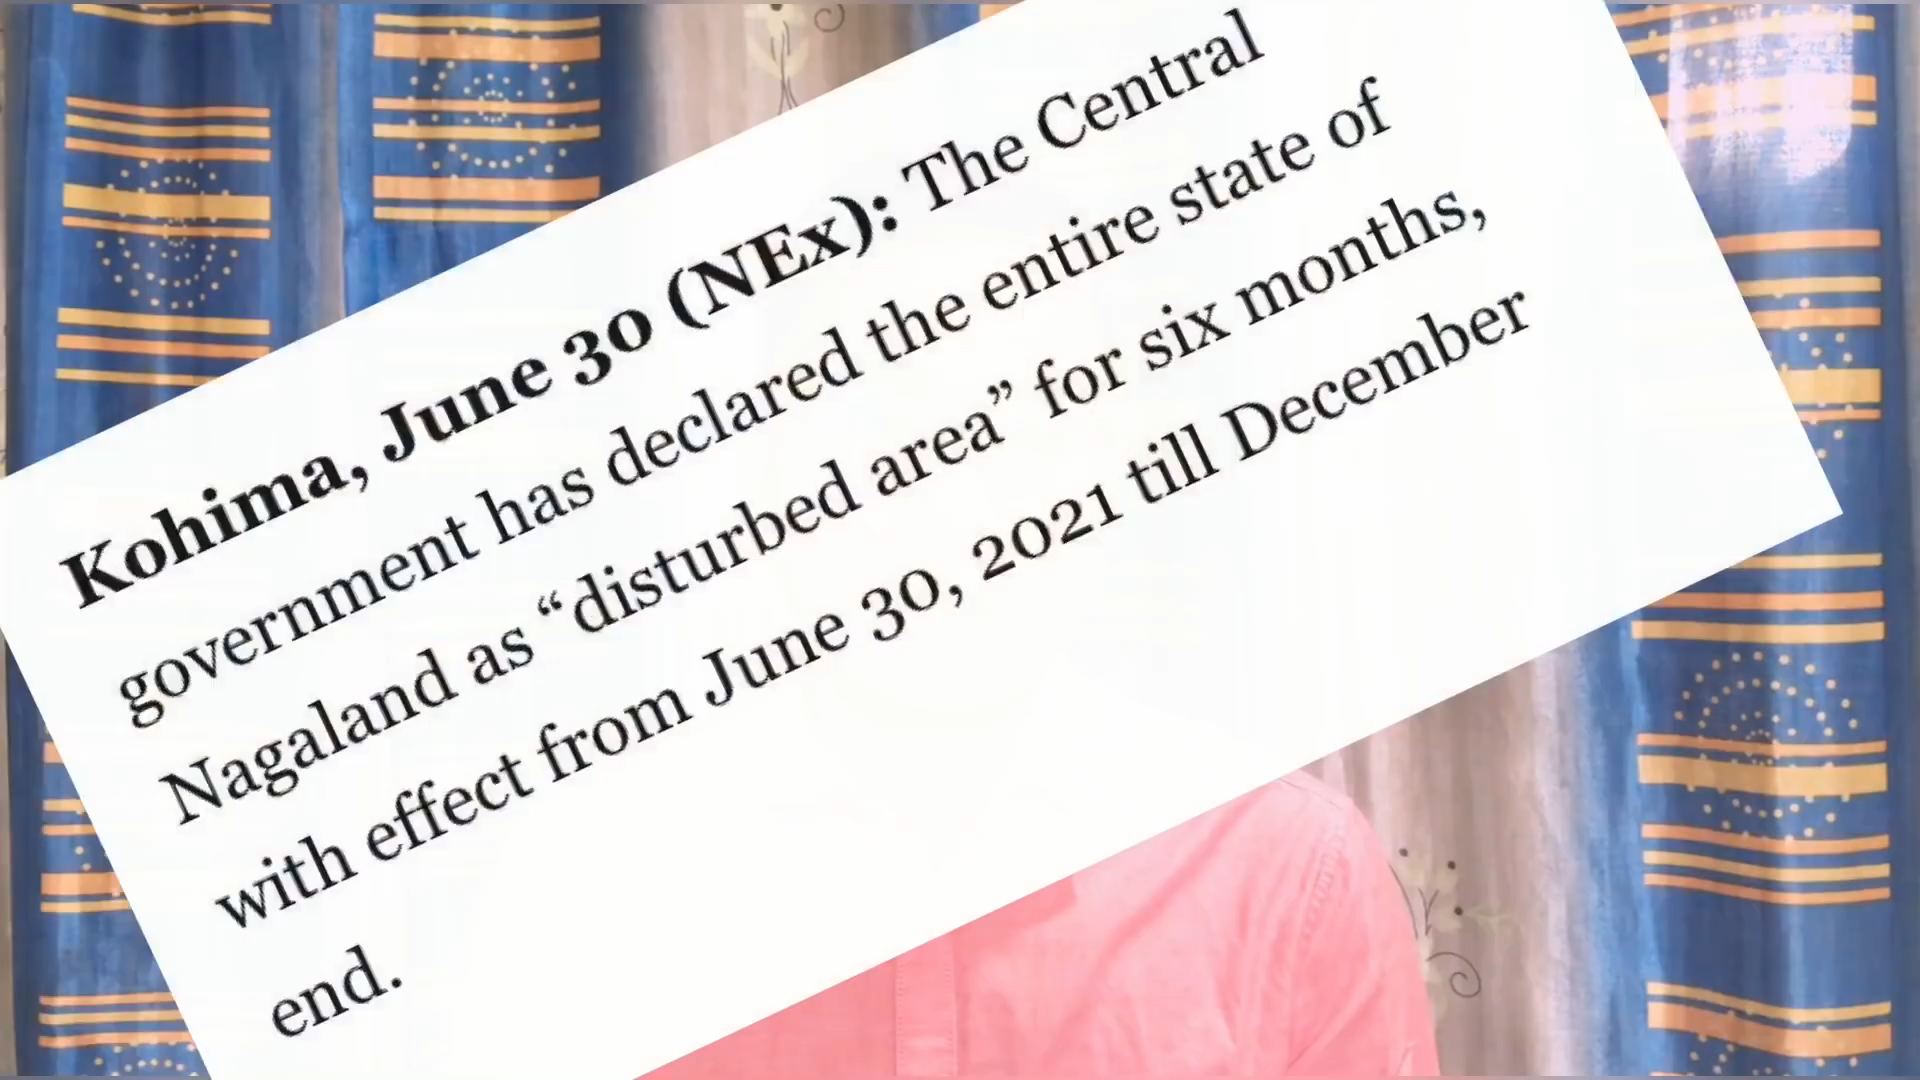 Kohima, June 30 (NEx): The Central
government has declared the entire state of
Nagaland as “disturbed area” for six months,
with effect from June 30, 2021 till December
end.